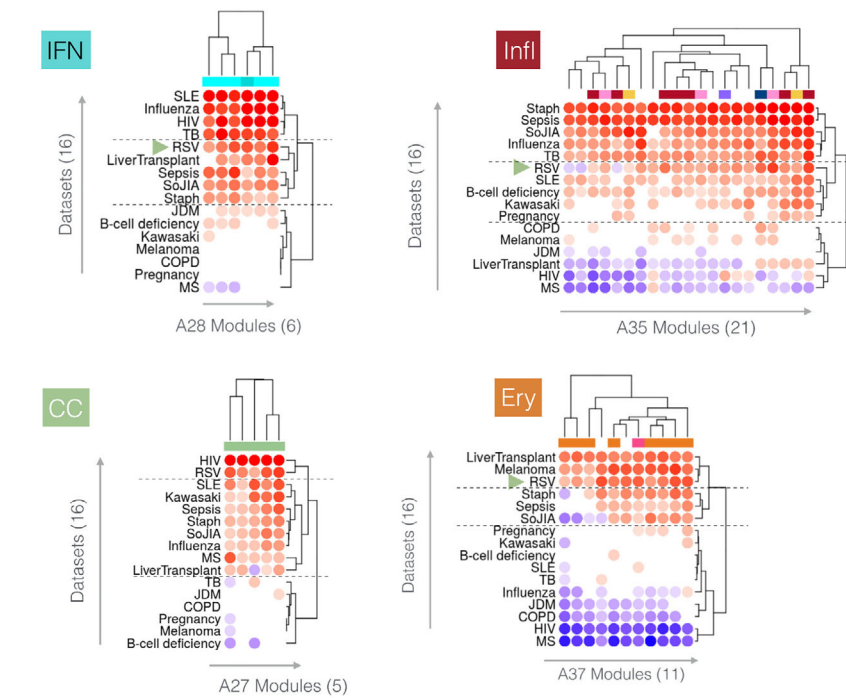 IFN
SLE
Influenza
HIV
TB
RSV
LiverTransplant
Sepsis
SoJIA
Staph
JDM
B-cell deficiency
Kawasaki
Melanoma
COPD
Pregnancy
MS
Datasets (16)
A28 Modules (6)
Infl
Staph
Sepsis
SoJIA
Influenza
TB
RSV
SLE
B-cell deficiency
Kawasaki
Pregnancy
COPD
Melanoma
JDM
LiverTransplant
HIV
MS
Datasets (16)
A35 Modules (21)
CC
HIV
RSV
SLE
Kawasaki
Sepsis
Staph
SoJIA
Influenza
MS
LiverTransplant
TB
JDM
COPD
Pregnancy
Melanoma
B-cell deficiency
Datasets (16)
A27 Modules (5)
Ery
LiverTransplant
Melanoma
RSV
Staph
Sepsis
SoJIA
Pregnancy
Kawasaki
B-cell deficiency
SLE
TB
Influenza
JDM
COPD
HIV
MS
Datasets (16)
A37 Modules (11)